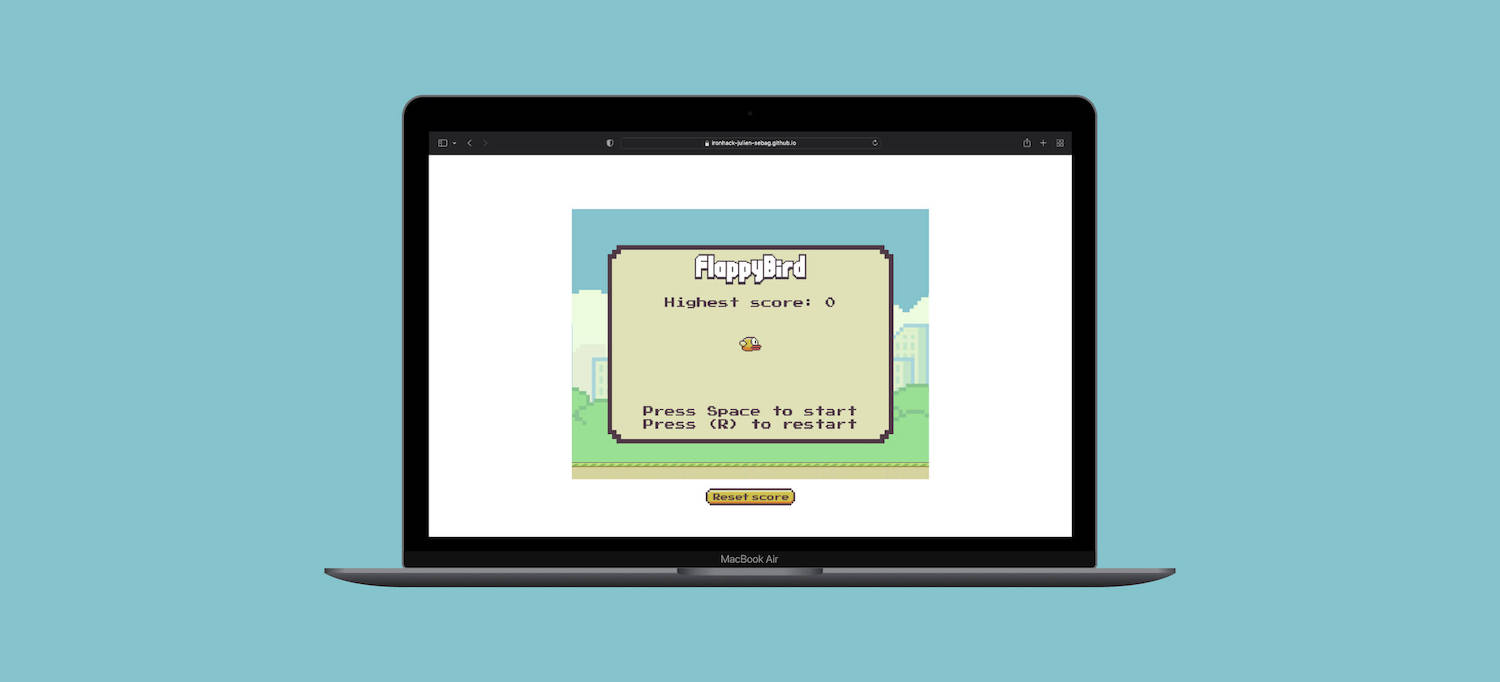 ironhack-julien-sebag.github.io
FlappyBird
Highest score: 0
Press Space to start
Press (R) to restart
Reset score
MacBook Air